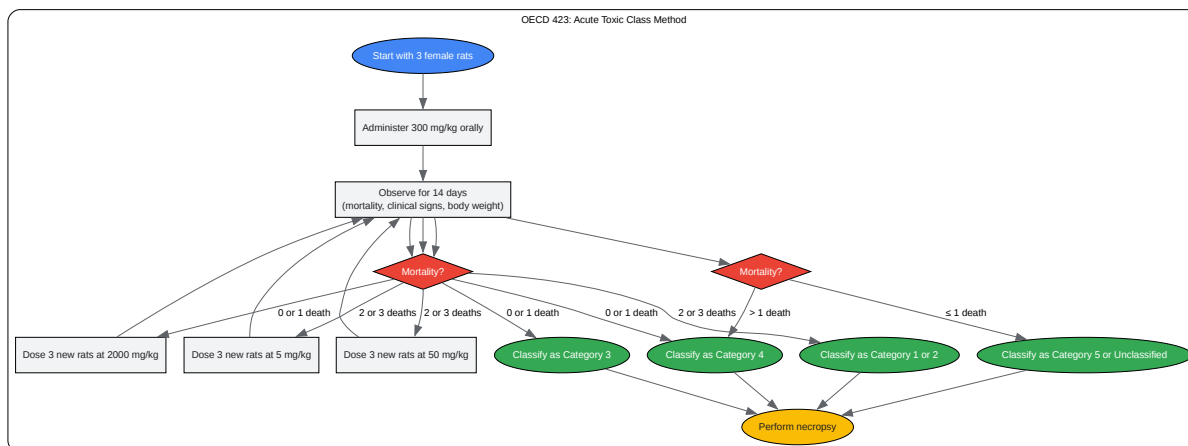 OECD 423: Acute Toxic Class Method
Start with 3 female rats
Administer 300 mg/kg orally
Observe for 14 days
(mortality, clinical signs, body weight)
Mortality?
Mortality?
0 or 1 death
2 or 3 deaths
2 or 3 deaths
0 or 1 death
0 or 1 death
2 or 3 deaths
> 1 death
≤ 1 death
Dose 3 new rats at 2000 mg/kg
Dose 3 new rats at 5 mg/kg
Dose 3 new rats at 50 mg/kg
Classify as Category 3
Classify as Category 4
Classify as Category 1 or 2
Classify as Category 5 or Unclassified
Perform necropsy